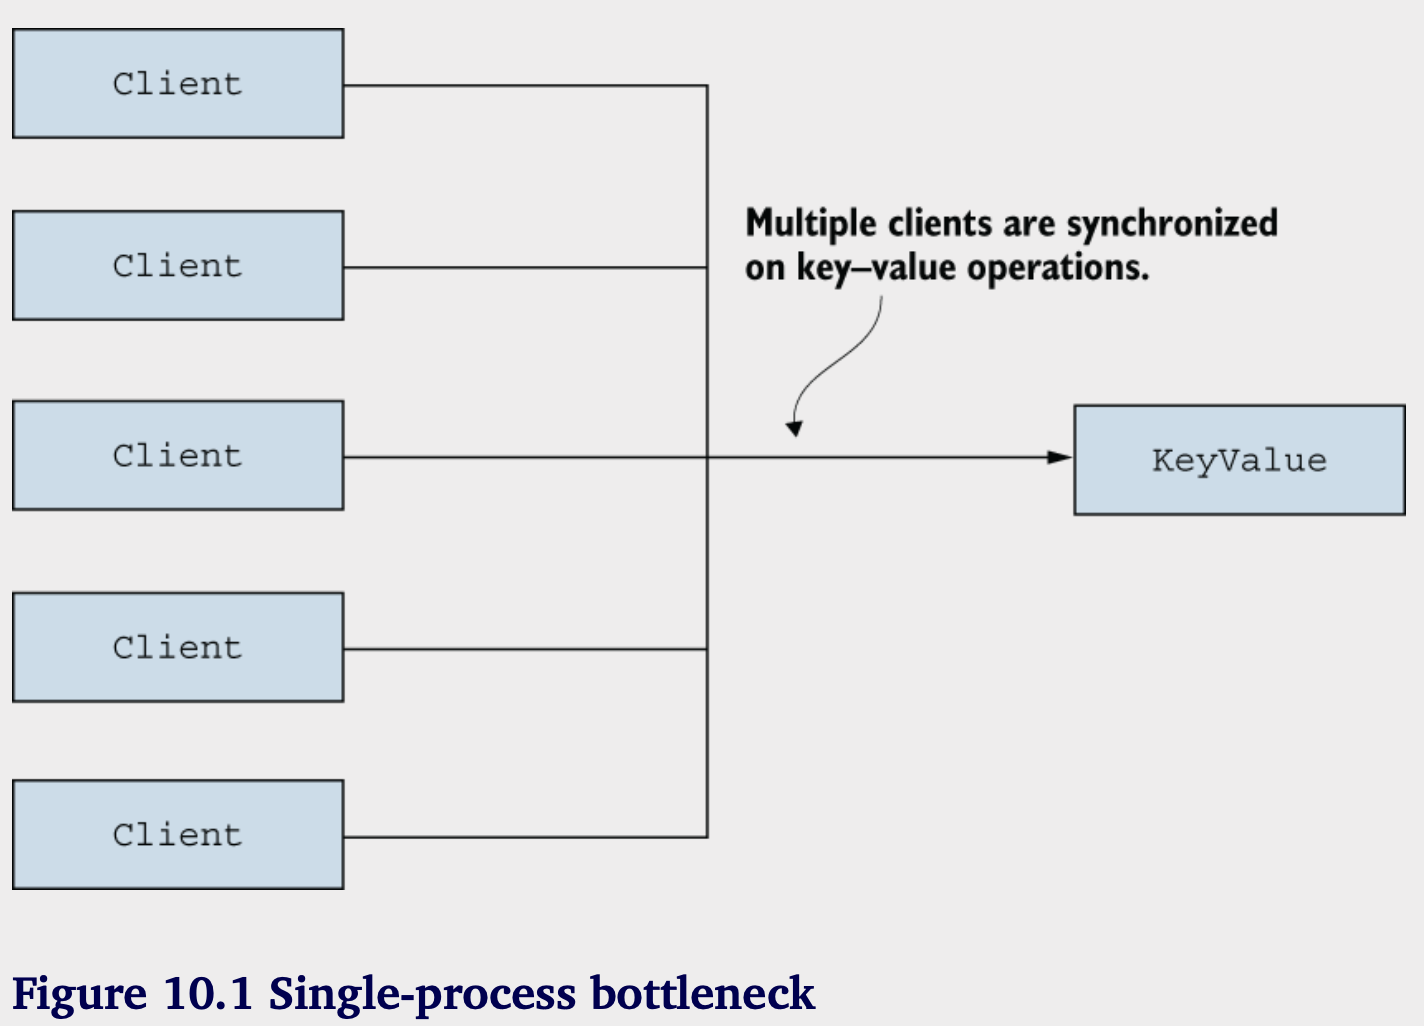 Client
Client
Multiple clients are synchronized
on key–value operations.
Client
KeyValue
Client
Client
Figure 10.1 Single-process bottleneck